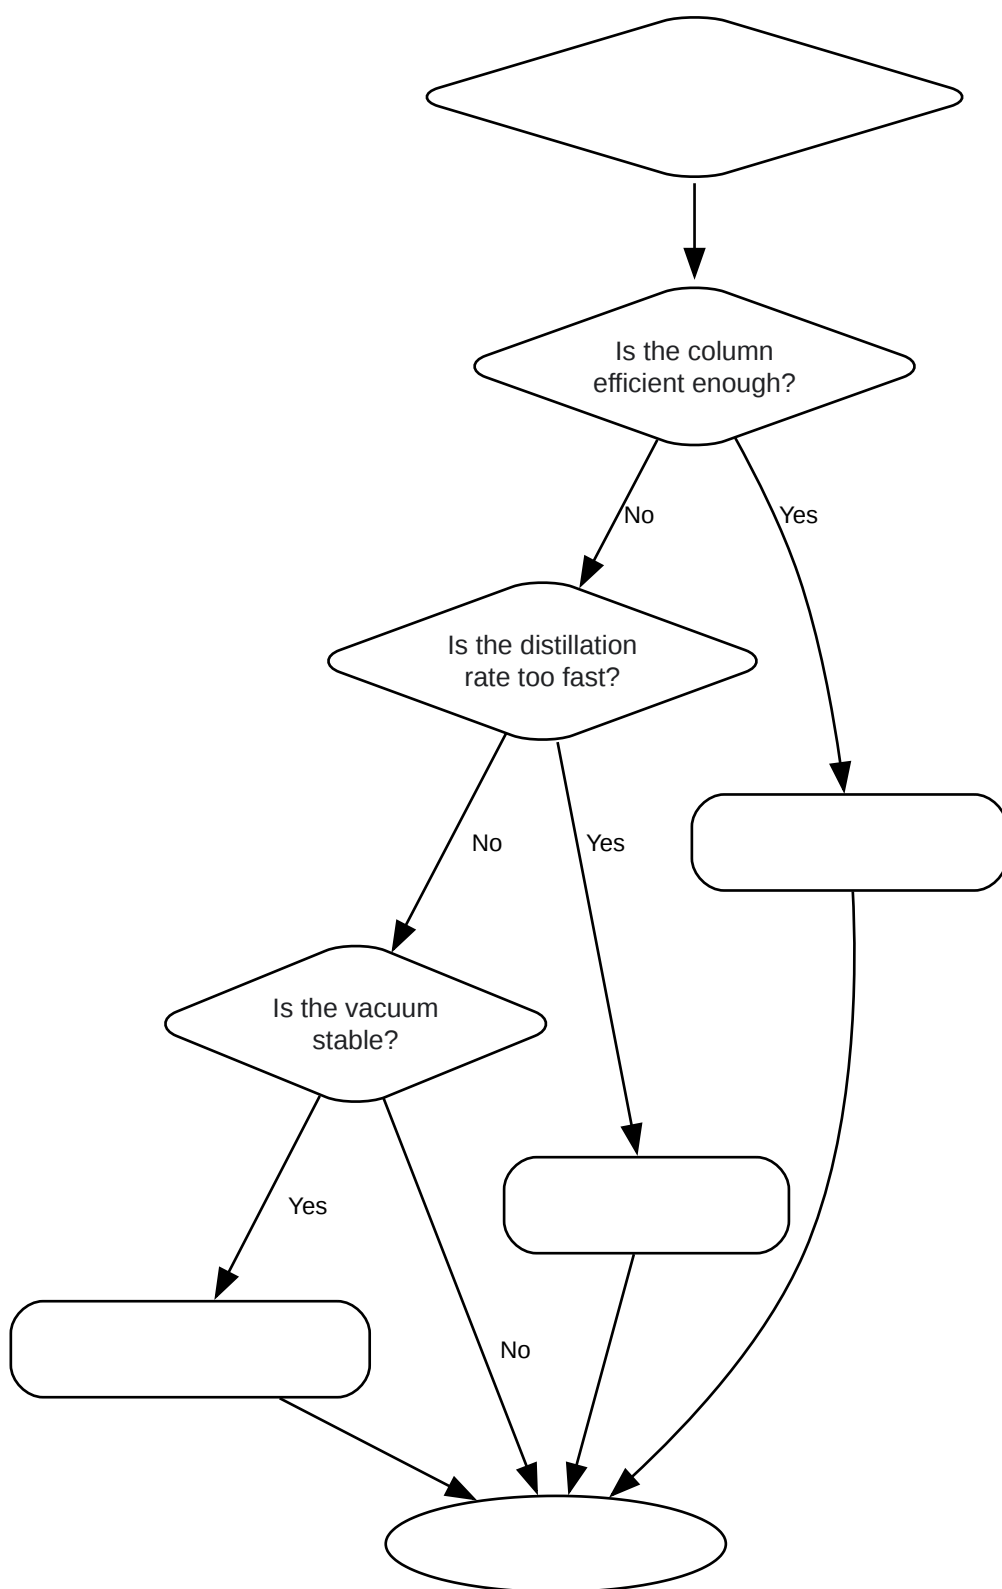 Is the column
efficient enough?
No
Yes
Is the distillation
rate too fast?
No
Yes
Is the vacuum
stable?
Yes
No